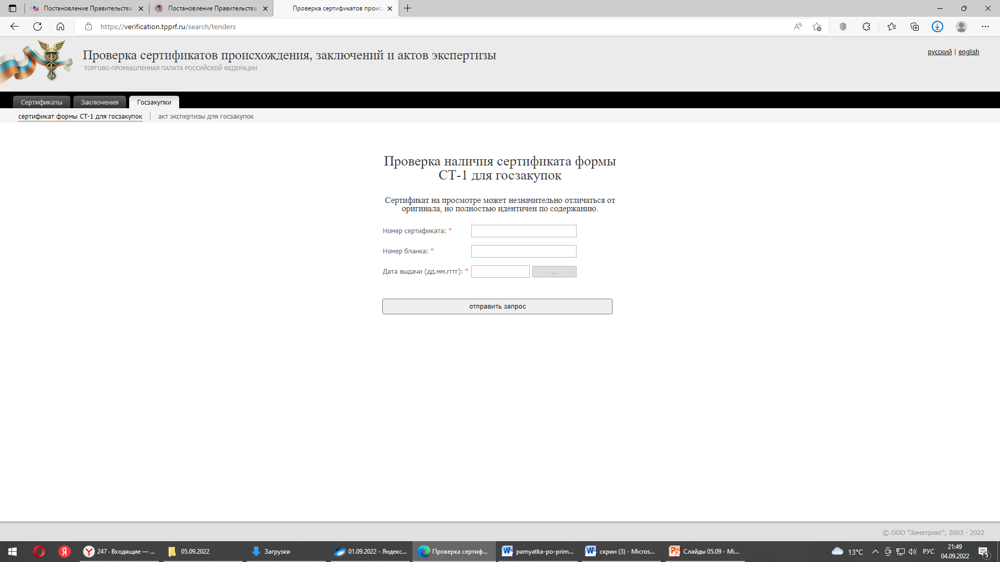 Постановление Правительства
Постановление Правительства
Проверка сертификатов проис
https://verification.tpprf.ru/search/tenders
Проверка сертификатов происхождения, заключений и актов экспертизы
ТОРГОВО-ПРОМЫШЛЕННАЯ ПАЛАТА РОССИЙСКОЙ ФЕДЕРАЦИИ
русский | english
Сертификаты Заключения Госзакупки
сертификат формы СТ-1 для госзакупок | акт экспертизы для госзакупок
Проверка наличия сертификата формы
СТ-1 для госзакупок
Сертификат на просмотре может незначительно отличаться от
оригинала, но полностью идентичен по содержанию.
Номер сертификата: *
Номер бланка: *
Дата выдачи (дд.мм.гггг): * ...
отправить запрос
© ООО "Зиметрикс", 2003 - 2022
247 · Входящие — ...
05.09.2022
Загрузки
01.09.2022 - Яндекс...
Проверка сертиф...
pamyatka-po-prim...
скрин (3) - Micros...
Слайды 05.09 - Mi...
13°C
РУС
21:49
04.09.2022
5